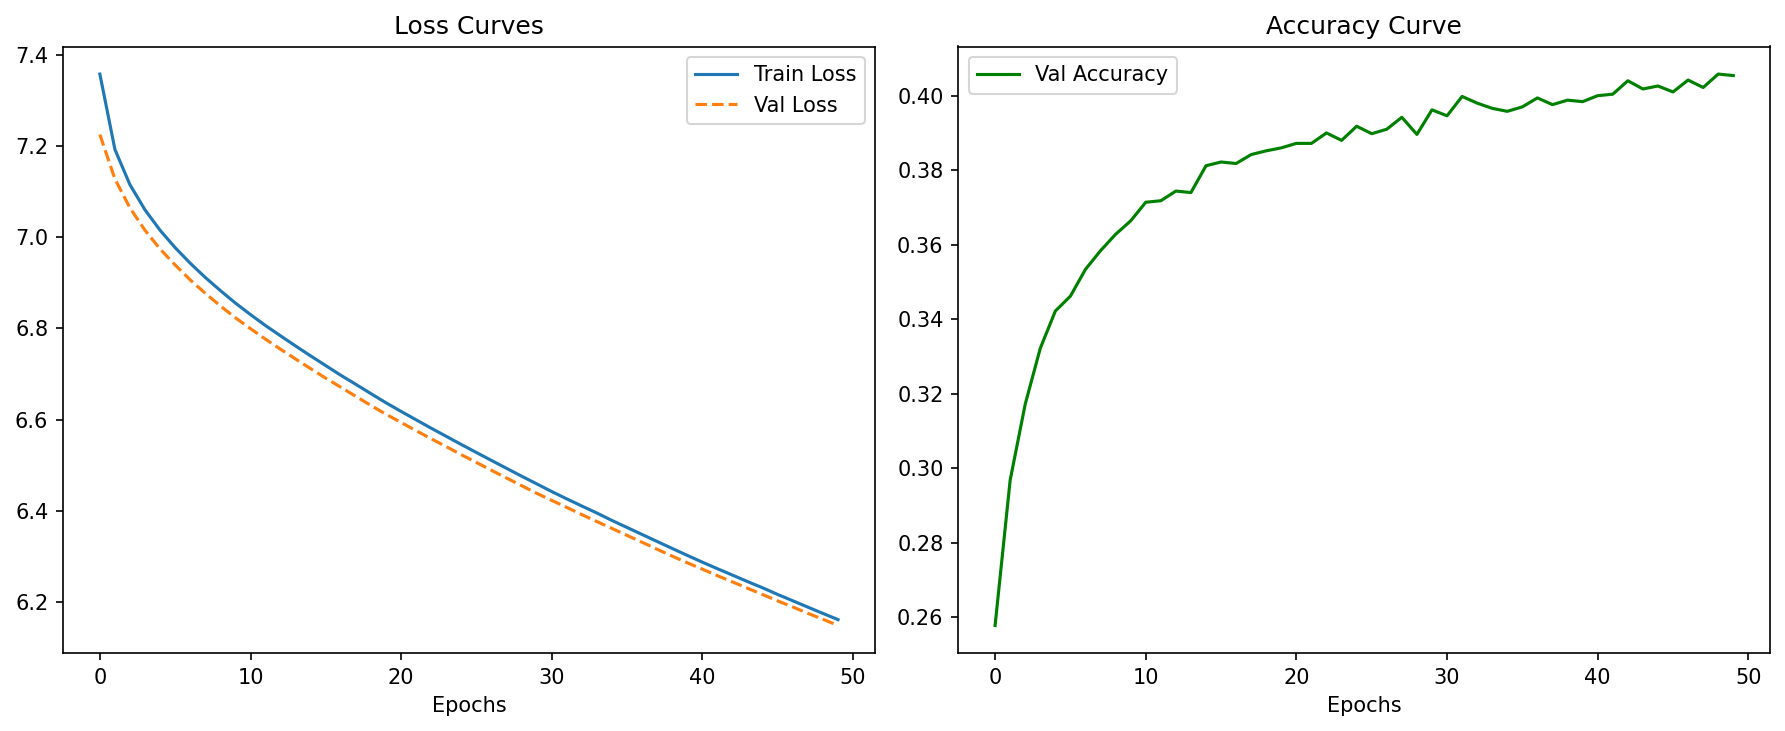 Loss Curves
7.4
7.2
7.0
6.8
6.6
6.4
6.2
Train Loss
Val Loss
0 10 20 30 40 50
Epochs
Accuracy Curve
Val Accuracy
0.40
0.38
0.36
0.34
0.32
0.30
0.28
0.26
0 10 20 30 40 50
Epochs